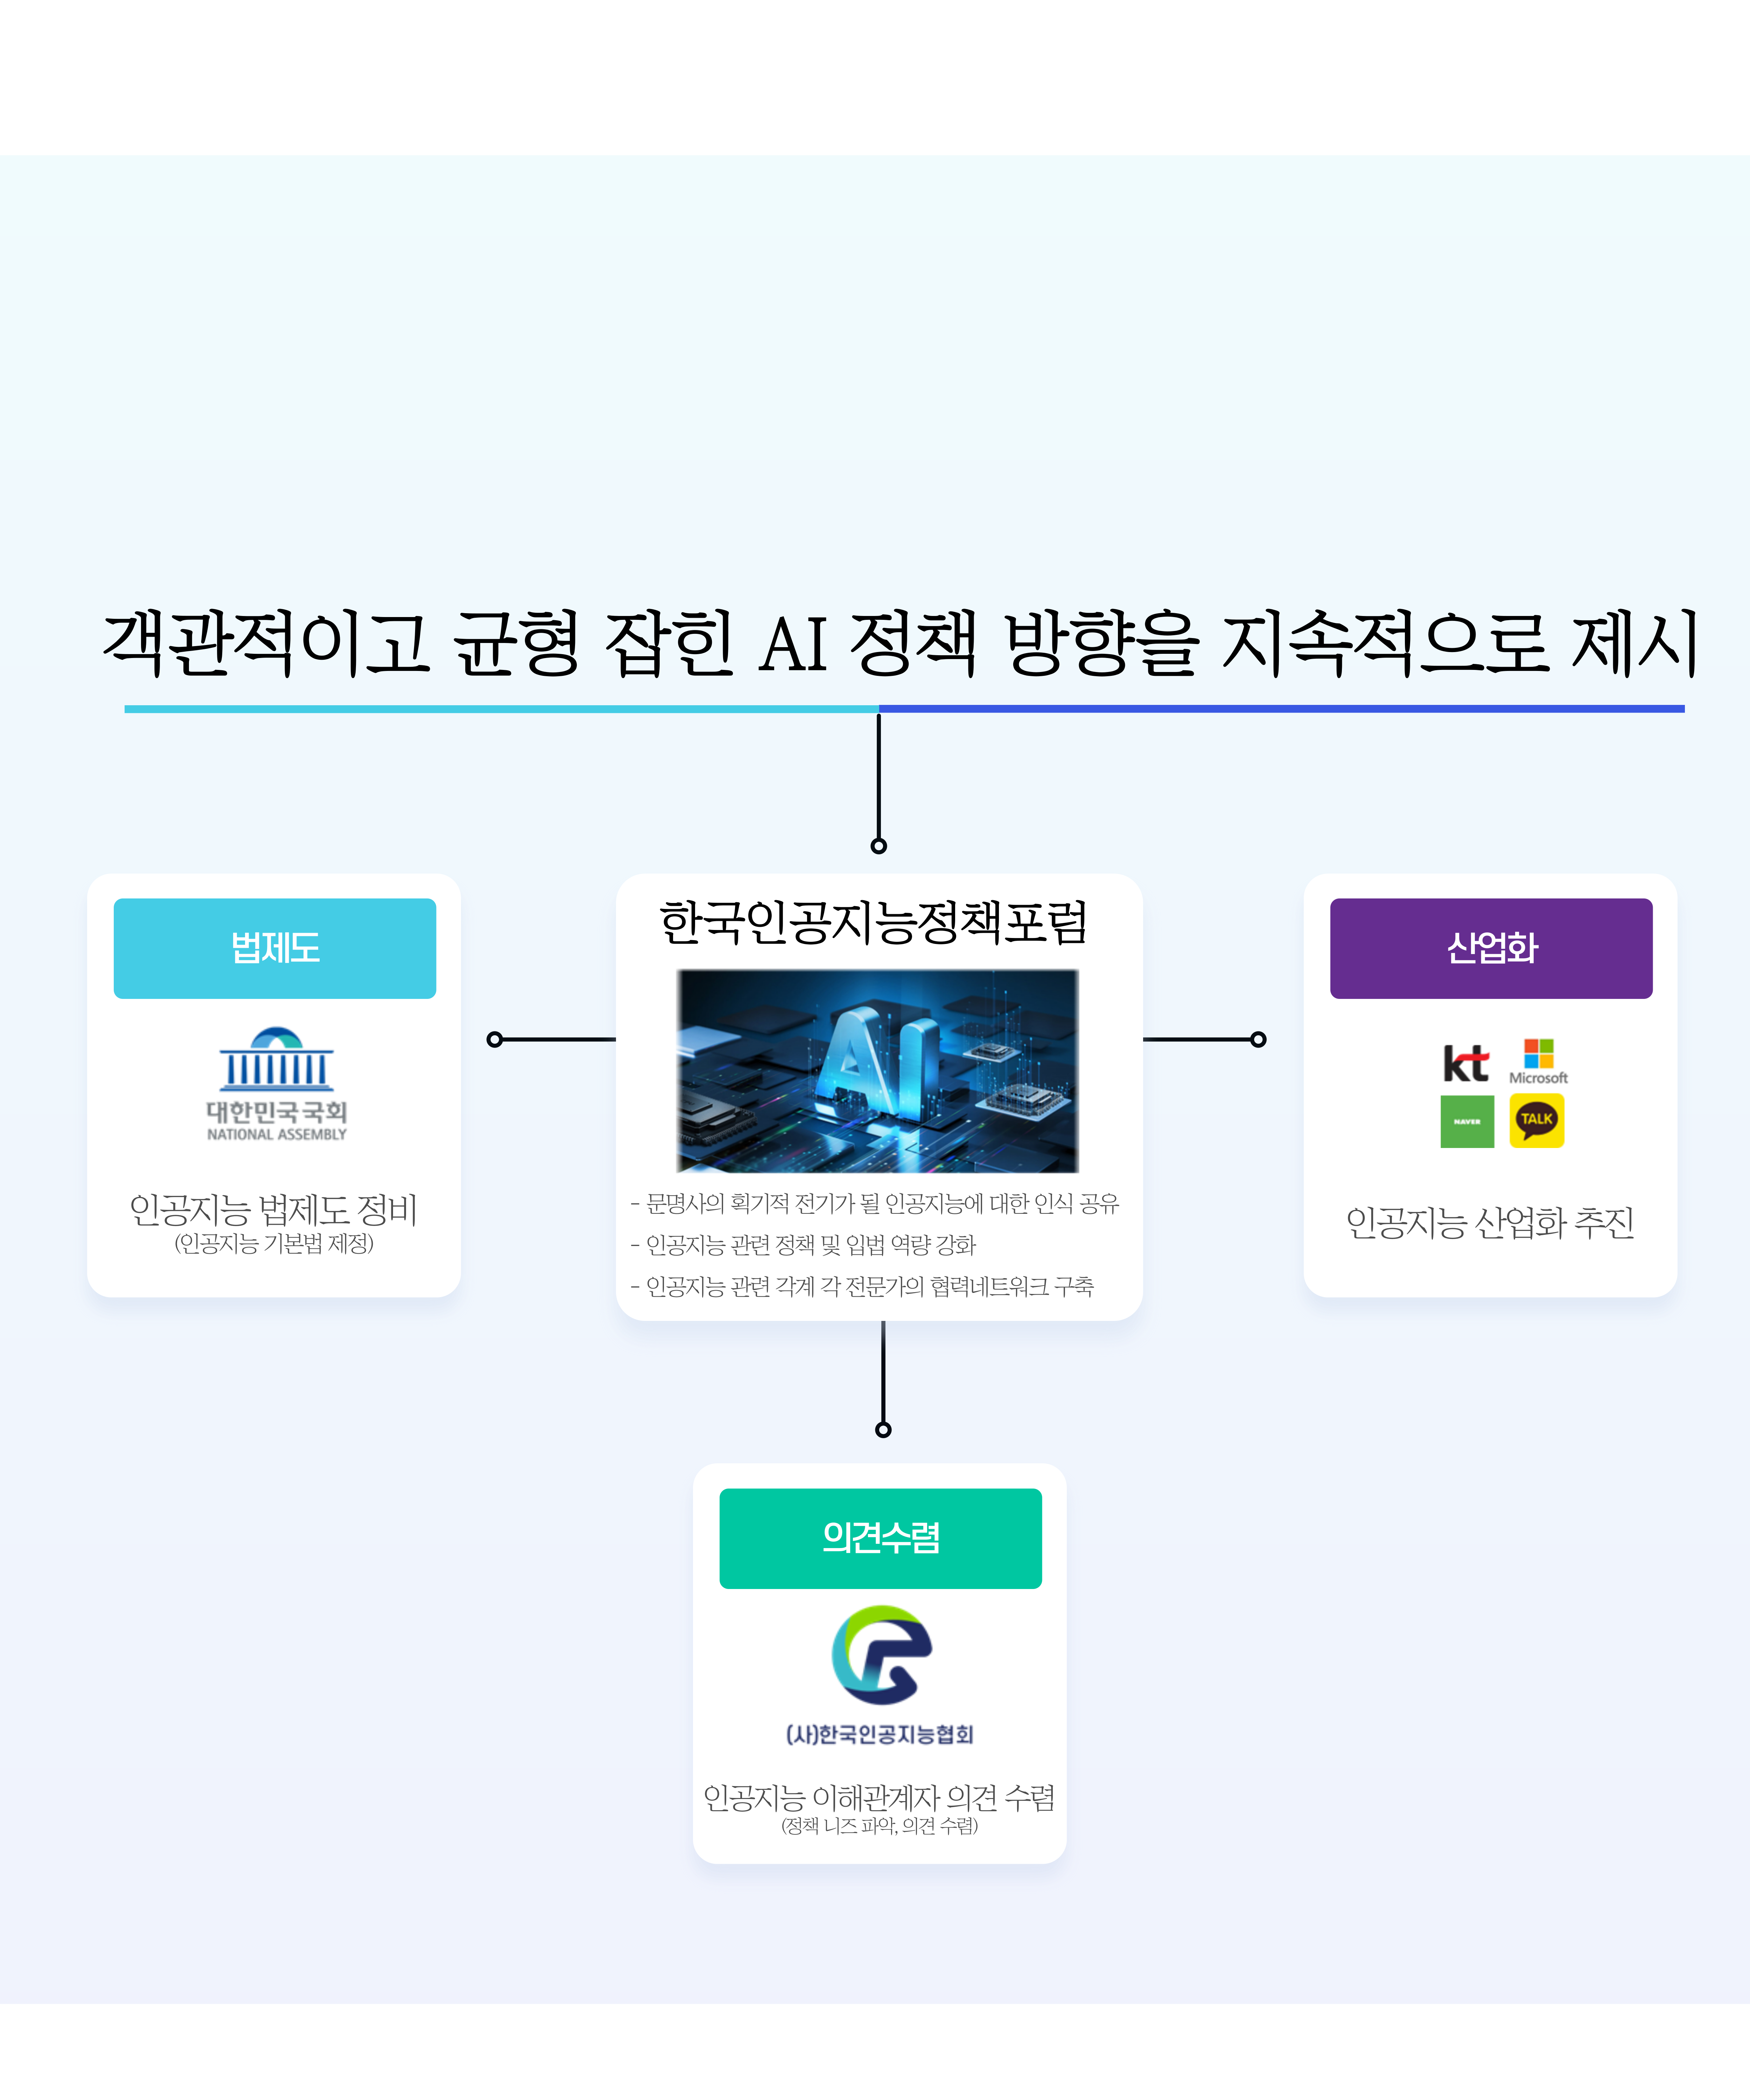 객관적이고 균형 잡힌 AI 정책 방향을 지속적으로 제시
법제도
대한민국 국회
NATIONAL ASSEMBLY
인공지능 법제도 정비
(인공지능 기본법 제정)
한국인공지능정책포럼
AI
- 문명사의 획기적 전기가 될 인공지능에 대한 인식 공유
- 인공지능 관련 정책 및 입법 역량 강화
- 인공지능 관련 각계 각 전문가의 협력네트워크 구축
산업화
kt
Microsoft
NAVER
TALK
인공지능 산업화 추진
의견수렴
(사)한국인공지능협회
인공지능 이해관계자 의견 수렴
(정책 니즈 파악, 의견 수렴)